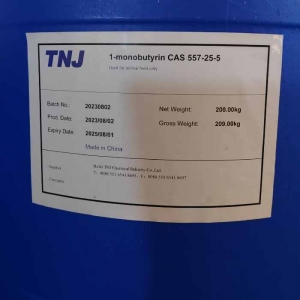 TNJ
1-monobutyrin CAS 557-25-5
Batch No.: 20230802
Net Weight: 200.00kg
Prod. Date: 2023/08/02
Gross Weight: 209.00kg
Expiry Date 2025/08/01
Made in China
Supplier